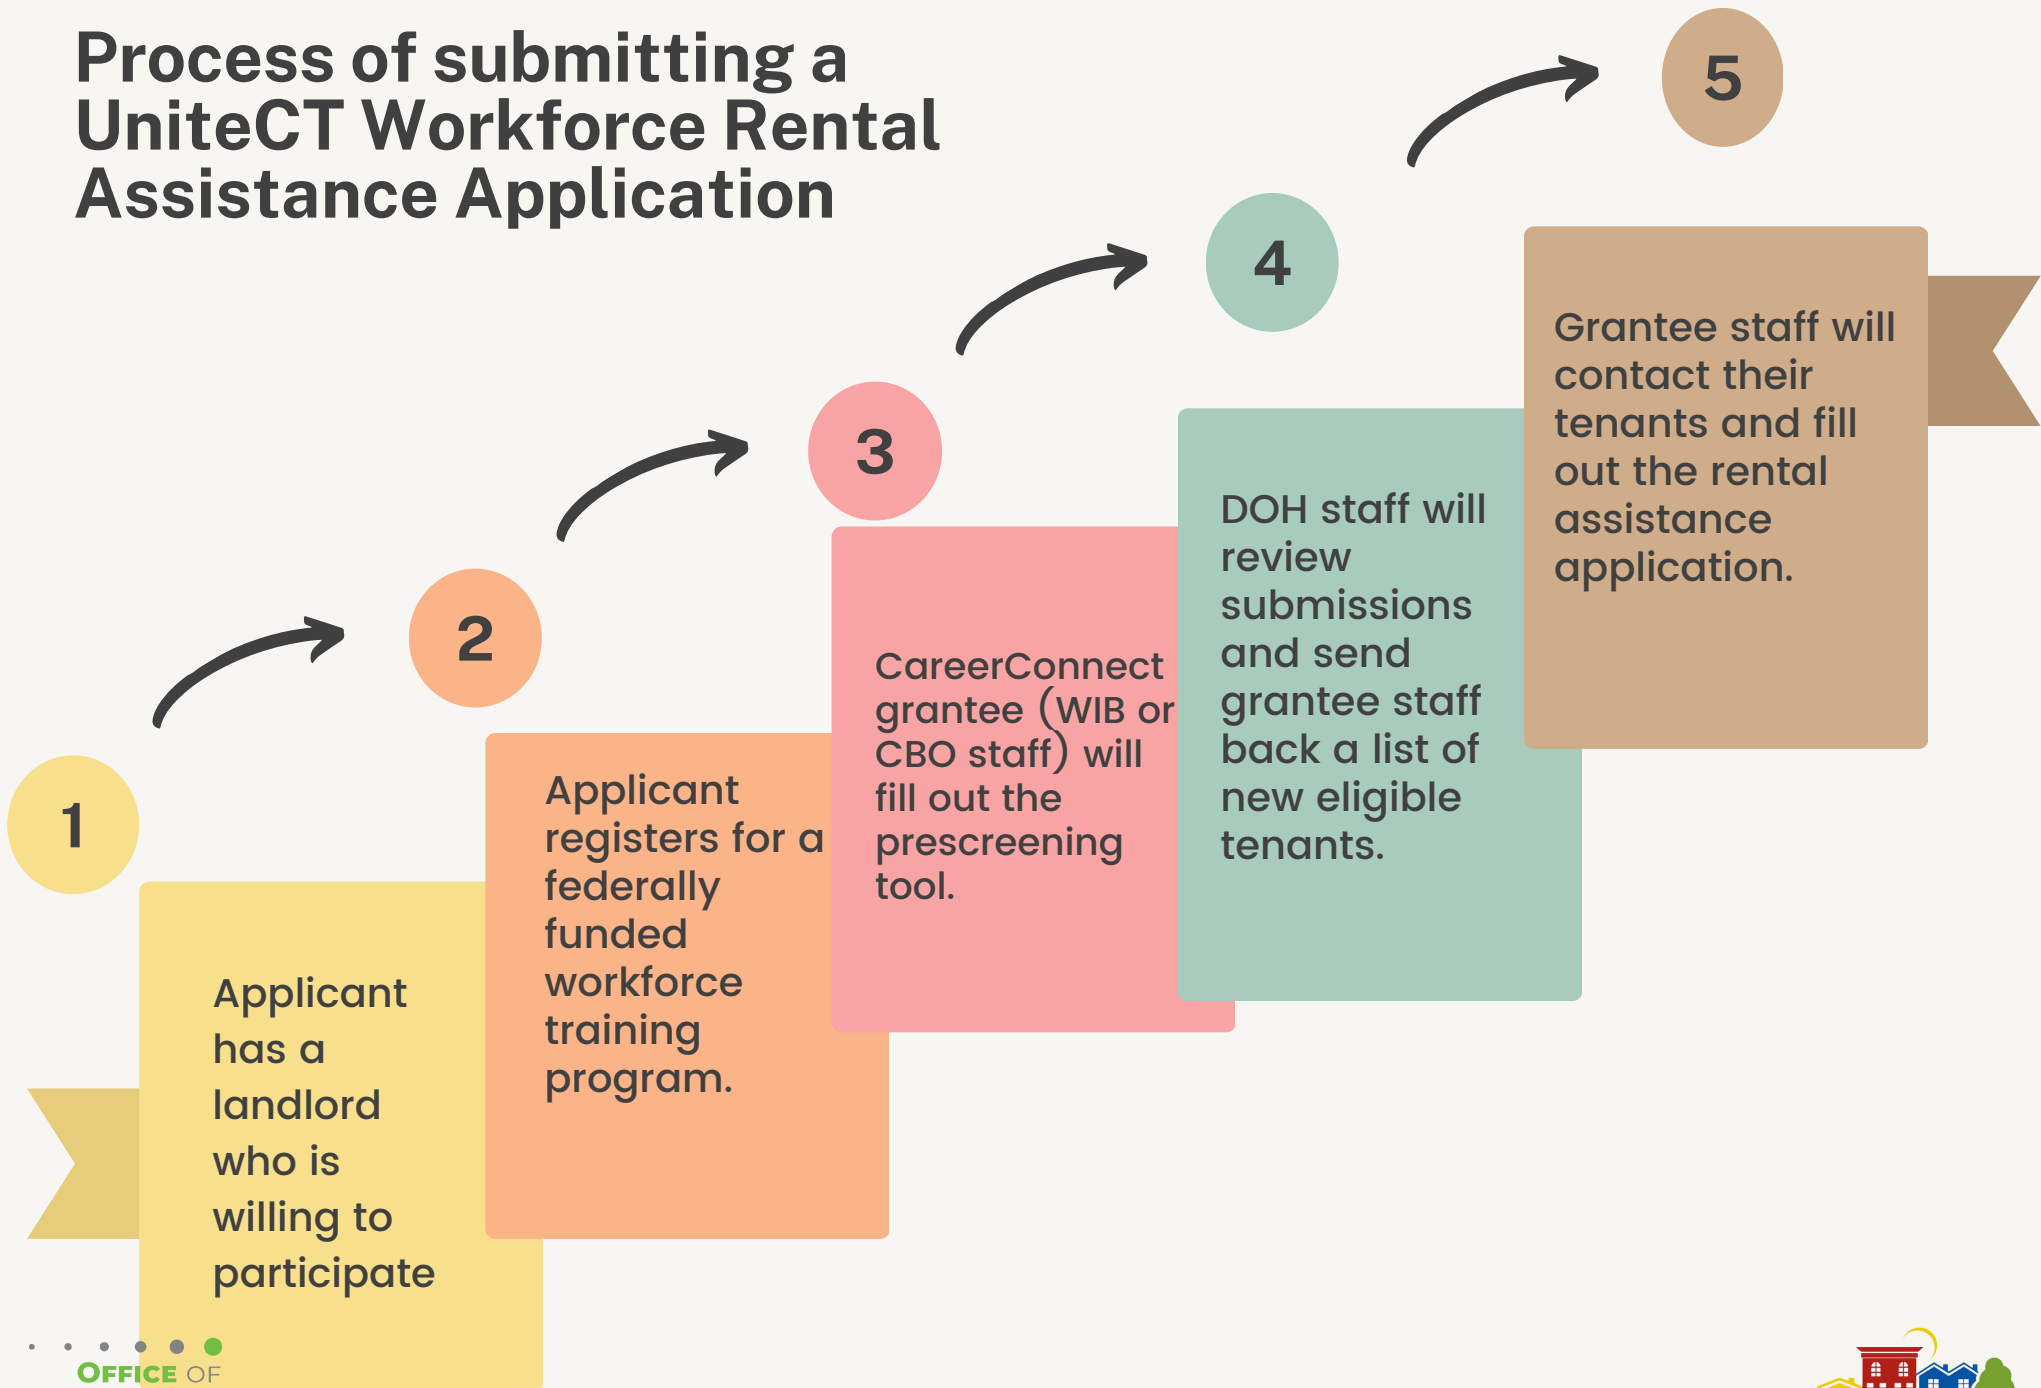 Process of submitting a
UniteCT Workforce Rental
Assistance Application
1
Applicant
has a
landlord
who is
willing to
participate
2
Applicant
registers for a
federally
funded
workforce
training
program.
3
CareerConnect
grantee (WIB or
CBO staff) will
fill out the
prescreening
tool.
4
DOH staff will
review
submissions
and send
grantee staff
back a list of
new eligible
tenants.
5
Grantee staff will
contact their
tenants and fill
out the rental
assistance
application.
OFFICE OF